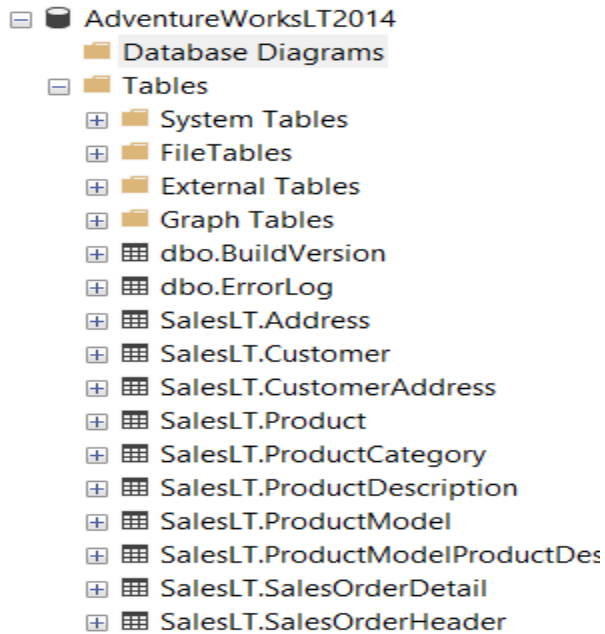 AdventureWorksLT2014
Database Diagrams
Tables
System Tables
FileTables
External Tables
Graph Tables
dbo.BuildVersion
dbo.ErrorLog
SalesLT.Address
SalesLT.Customer
SalesLT.CustomerAddress
SalesLT.Product
SalesLT.ProductCategory
SalesLT.ProductDescription
SalesLT.ProductModel
SalesLT.ProductModelProductDes
SalesLT.SalesOrderDetail
SalesLT.SalesOrderHeader